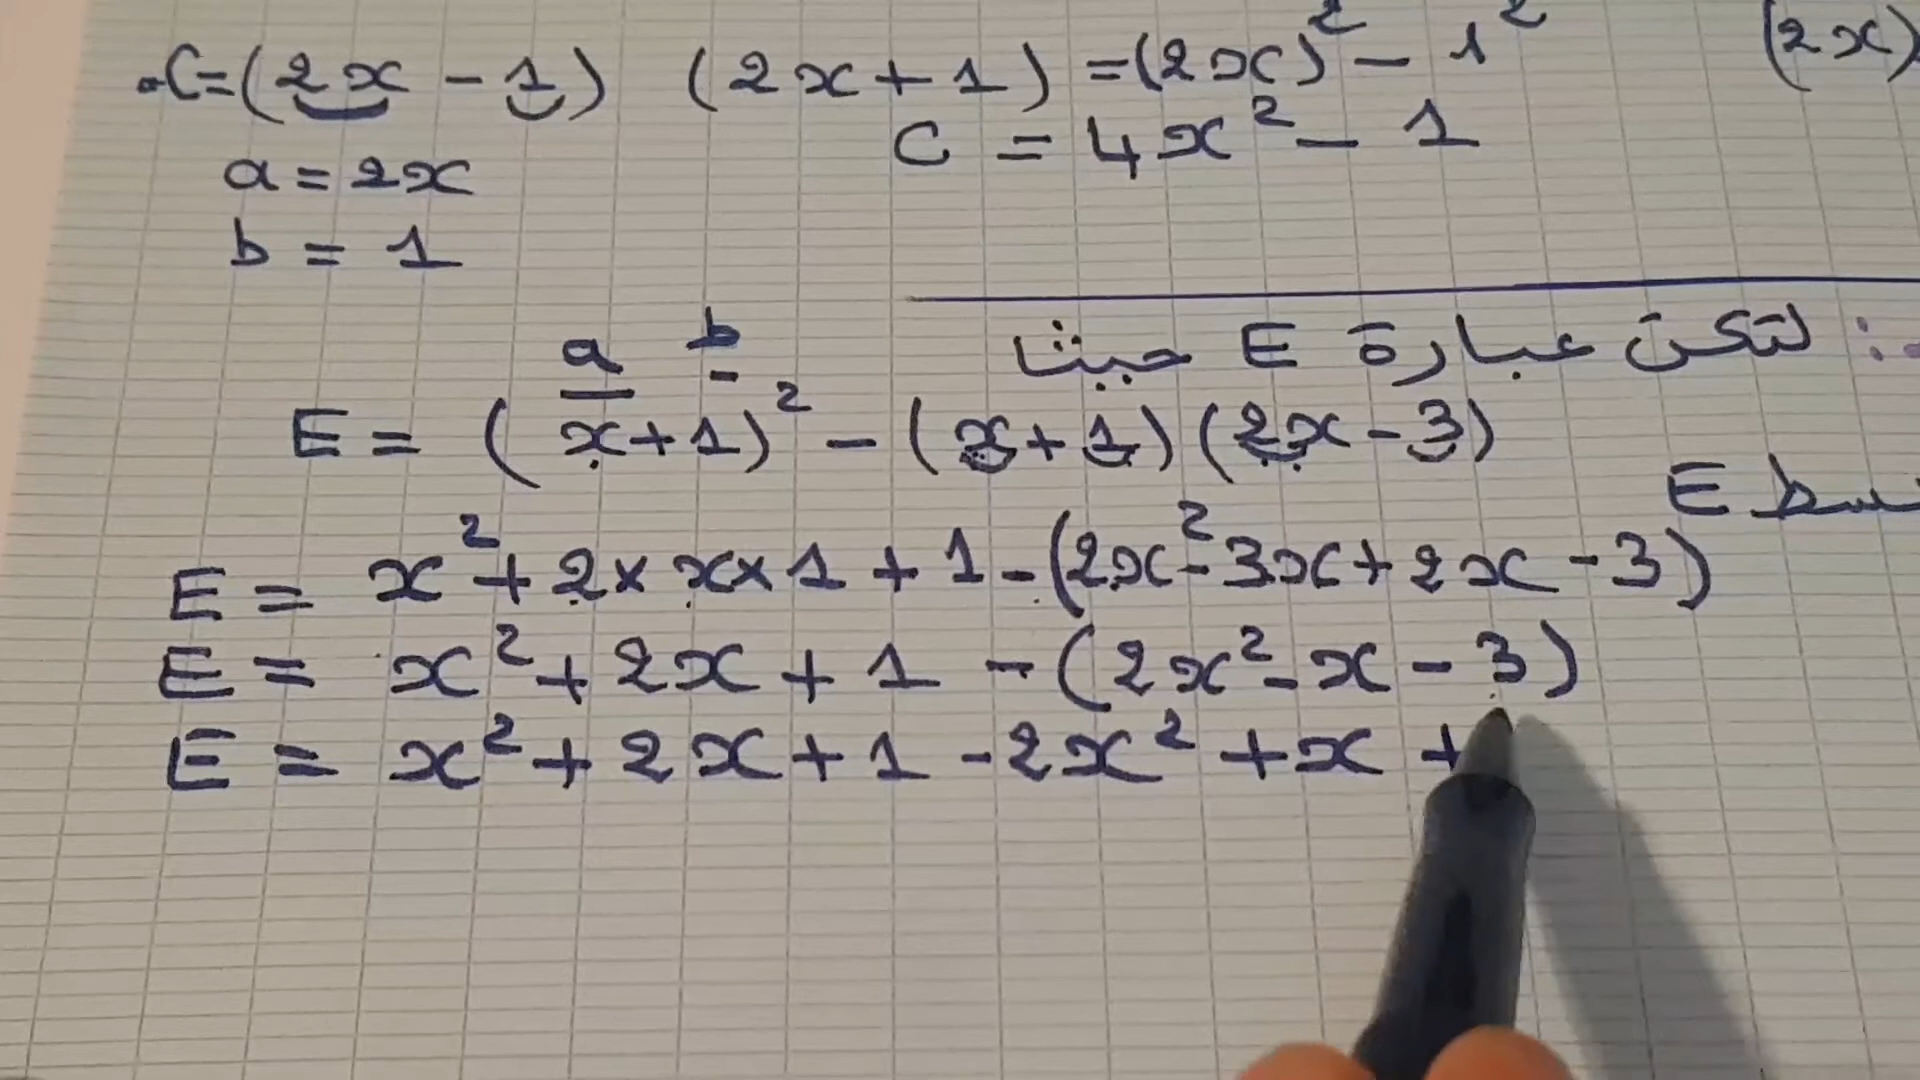 C = (2x - 1) (2x + 1) = (2x)² - 1² (2x)
C = 4x² - 1
a = 2x
b = 1
: لتكن عبارة E حيث
a b
E = (x + 1)² - (x + 1)(2x - 3)
E
E = x² + 2 × x × 1 + 1 - (2x² - 3x + 2x - 3)
E = x² + 2x + 1 - (2x² - x - 3)
E = x² + 2x + 1 - 2x² + x +